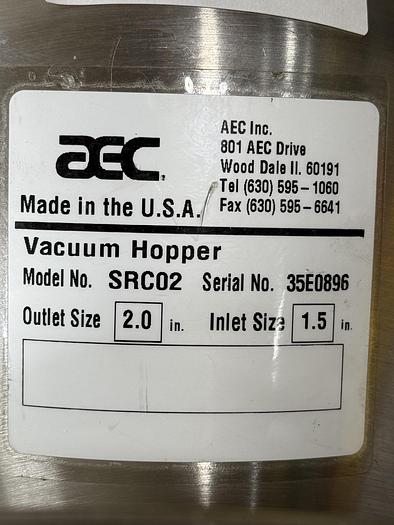 AEC
AEC Inc.
801 AEC Drive
Wood Dale Il. 60191
Tel (630) 595-1060
Fax (630) 595-6641
Made in the U.S.A.
Vacuum Hopper
Model No. SRC02 Serial No. 35E0896
Outlet Size 2.0 in. Inlet Size 1.5 in.